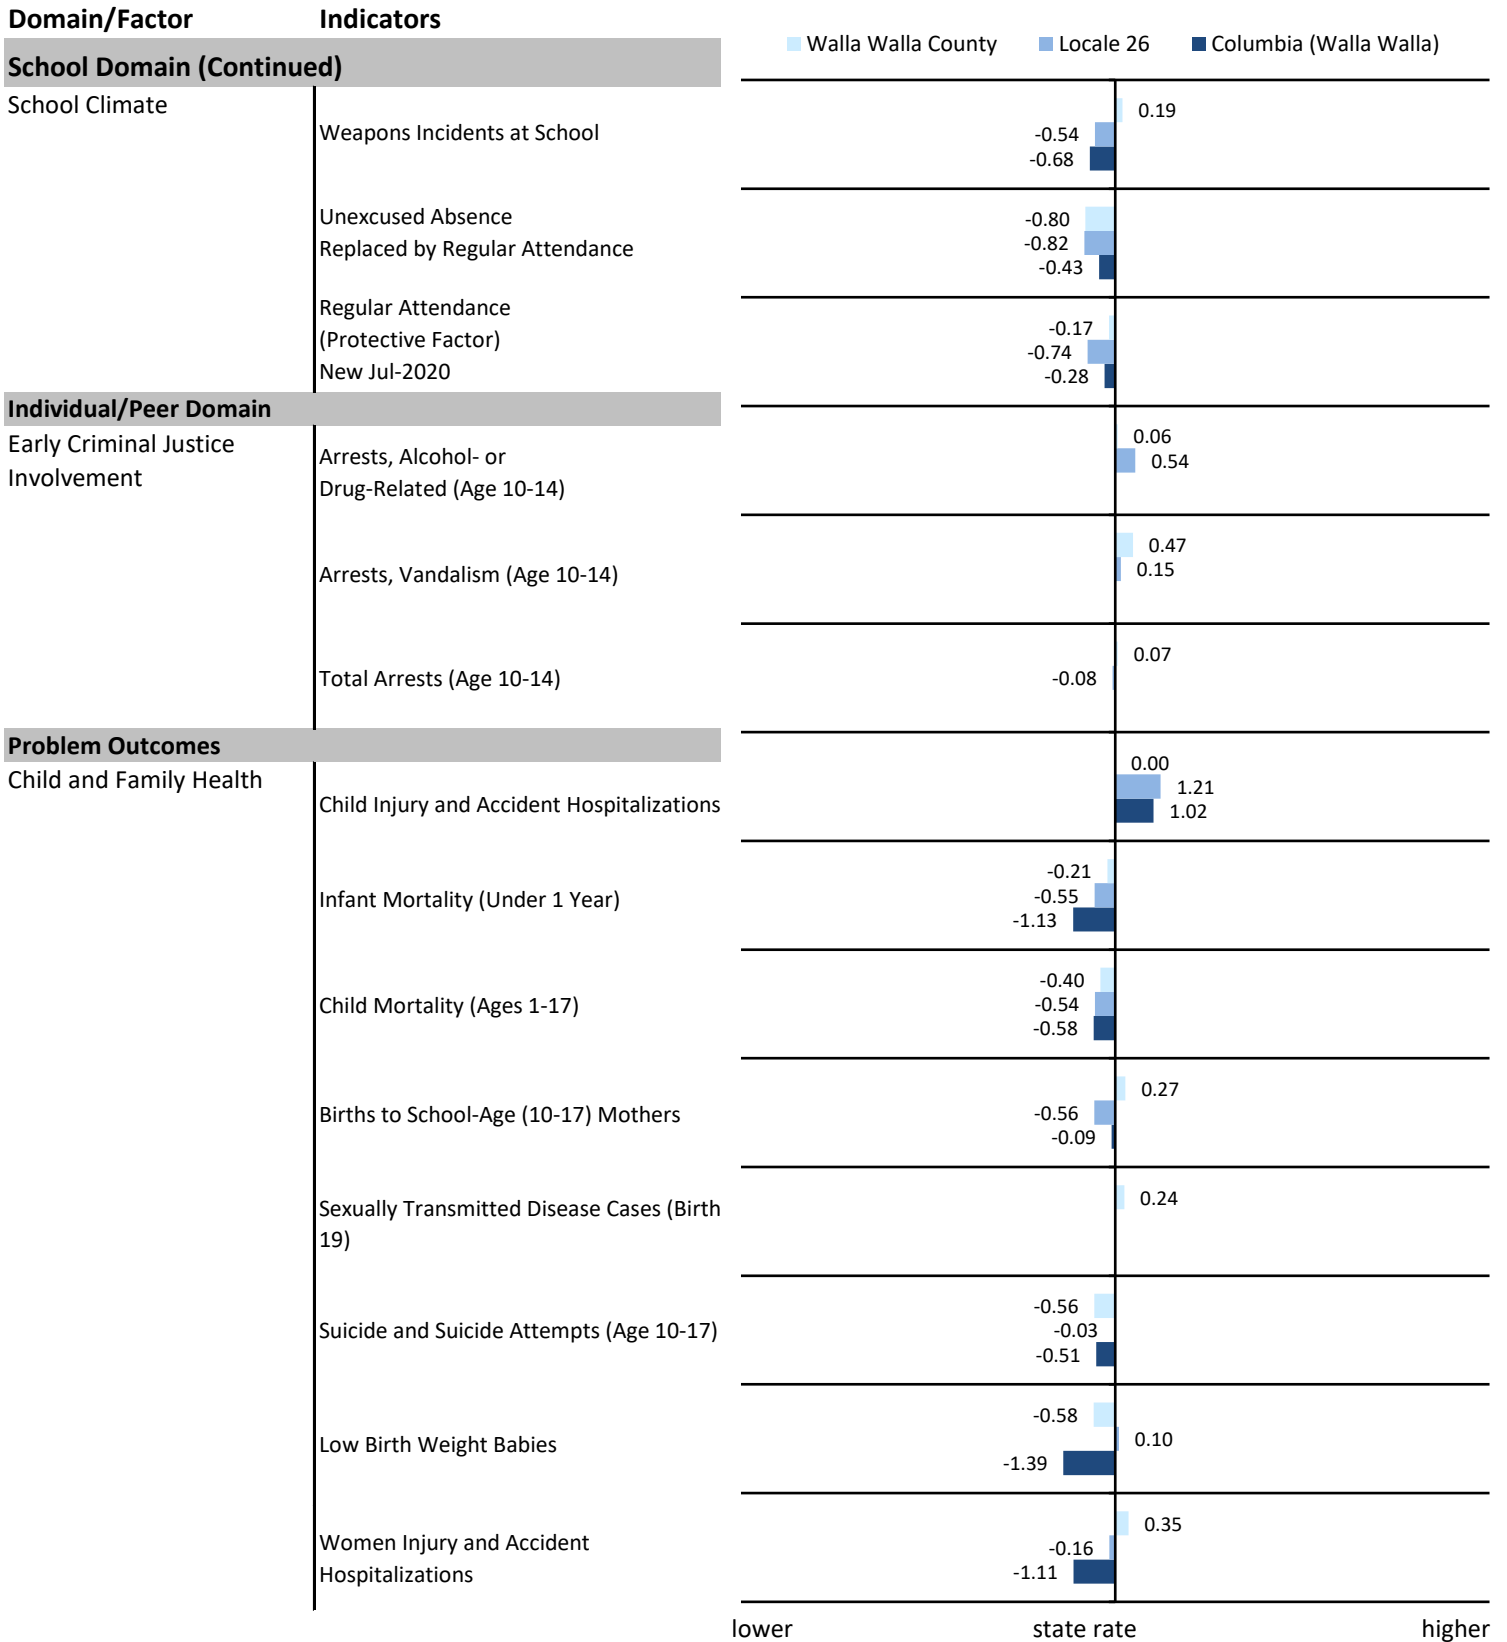 Domain/Factor Indicators
Walla Walla County Locale 26 Columbia (Walla Walla)
School Domain (Continued)
School Climate
Weapons Incidents at School
0.19
-0.54
-0.68
Unexcused Absence
Replaced by Regular Attendance
-0.80
-0.82
-0.43
Regular Attendance
(Protective Factor)
New Jul-2020
-0.17
-0.74
-0.28
Individual/Peer Domain
Early Criminal Justice
Involvement
Arrests, Alcohol- or
Drug-Related (Age 10-14)
0.06
0.54
Arrests, Vandalism (Age 10-14)
0.47
0.15
Total Arrests (Age 10-14)
0.07
-0.08
Problem Outcomes
Child and Family Health
Child Injury and Accident Hospitalizations
0.00
1.21
1.02
Infant Mortality (Under 1 Year)
-0.21
-0.55
-1.13
Child Mortality (Ages 1-17)
-0.40
-0.54
-0.58
Births to School-Age (10-17) Mothers
0.27
-0.56
-0.09
Sexually Transmitted Disease Cases (Birth
19)
0.24
Suicide and Suicide Attempts (Age 10-17)
-0.56
-0.03
-0.51
Low Birth Weight Babies
-0.58
0.10
-1.39
Women Injury and Accident
Hospitalizations
0.35
-0.16
-1.11
lower state rate higher